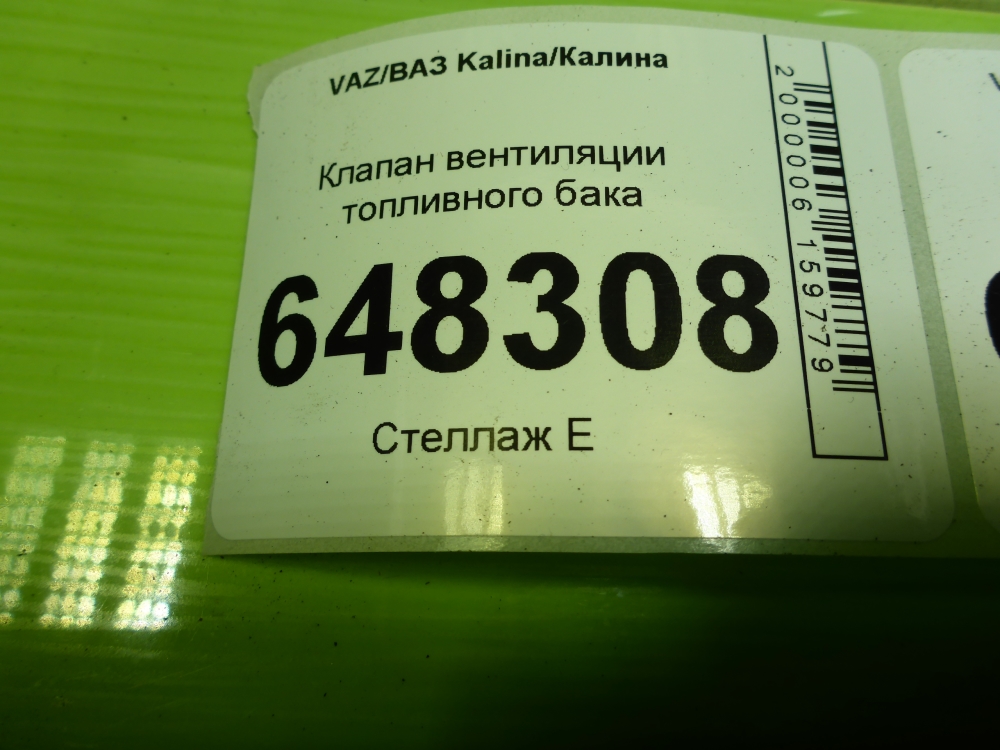 VAZ/ВАЗ Kalina/Калина
Клапан вентиляции
топливного бака
648308
Стеллаж E
2000006159779